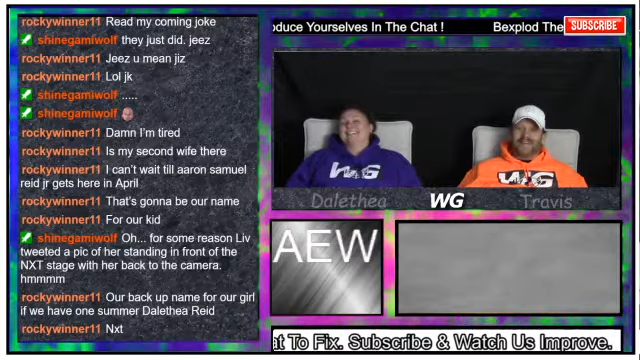 rockywinner11 Read my coming joke
shinegamiwolf they just did. jeez
rockywinner11 Jeez u mean jiz
rockywinner11 Lol jk
shinegamiwolf .....
shinegamiwolf
rockywinner11 Damn I'm tired
rockywinner11 Is my second wife there
rockywinner11 I can't wait till aaron samuel
reid jr gets here in April
rockywinner11 That's gonna be our name
rockywinner11 For our kid
shinegamiwolf Oh... for some reason Liv
tweeted a pic of her standing in front of the
NXT stage with her back to the camera.
hmmmm
rockywinner11 Our back up name for our girl
if we have one summer Dalethea Reid
rockywinner11 Nxt
oduce Yourselves In The Chat ! Bexplod The
SUBSCRIBE
WG
WG
Dalethea WG Travis
AEW
at To Fix. Subscribe & Watch Us Improve.